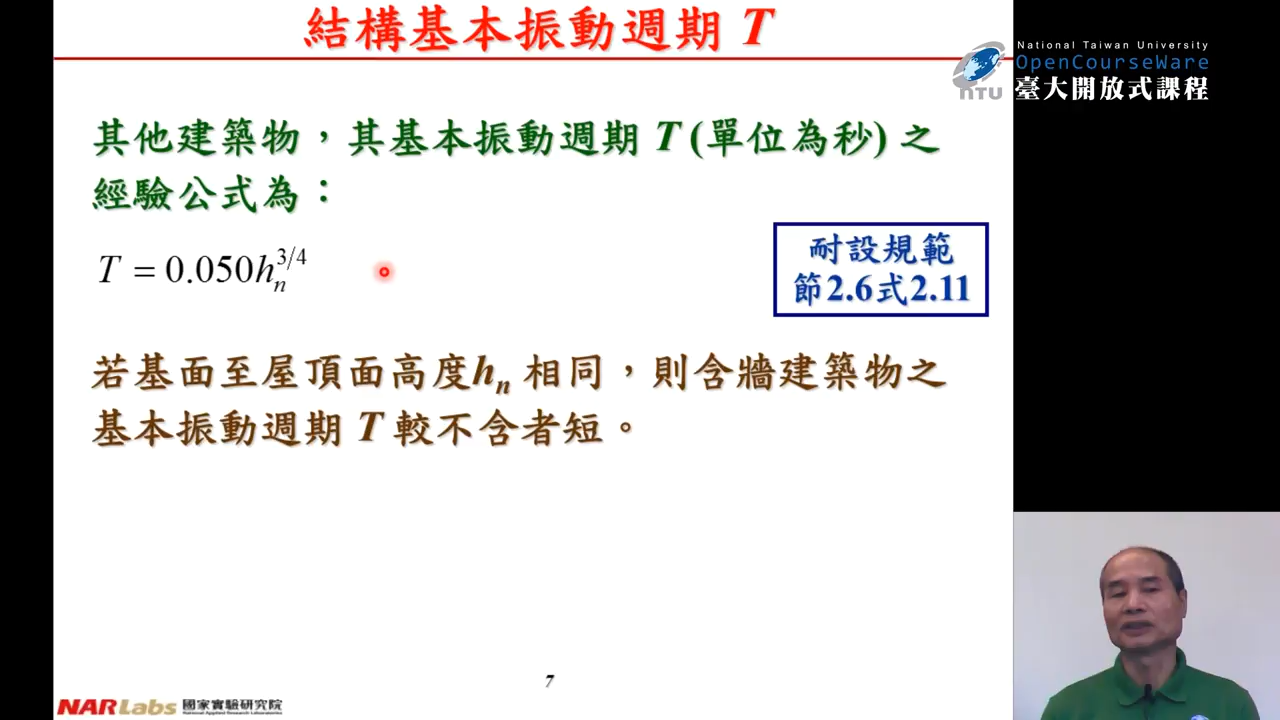 結構基本振動週期 T
National Taiwan University
OpenCourseWare
臺大開放式課程
NTU
其他建築物，其基本振動週期 T (單位為秒) 之
經驗公式為：
T = 0.050h_n^{3/4}
耐設規範
節2.6式2.11
若基面至屋頂面高度h_n 相同，則含牆建築物之
基本振動週期 T 較不含者短。
7
NARLabs 國家實驗研究院
National Applied Research Laboratories